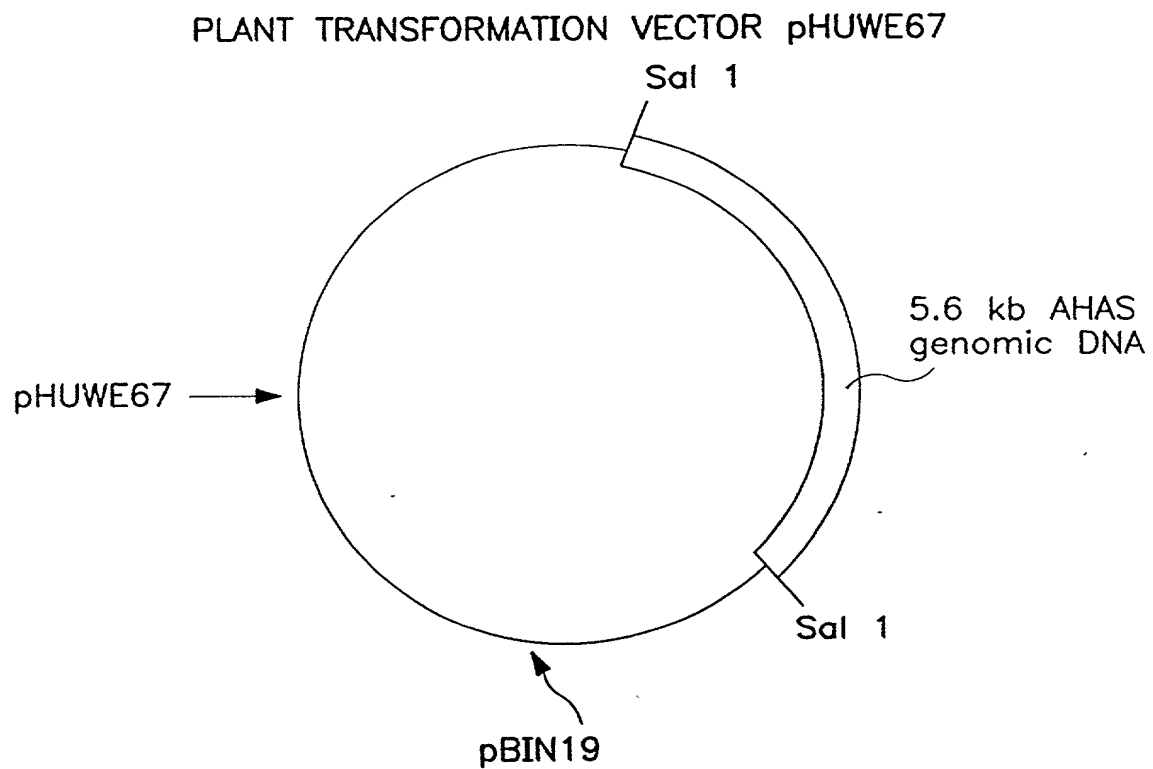 PLANT TRANSFORMATION VECTOR pHUWE67
Sal 1
5.6 kb AHAS
genomic DNA
pHUWE67
Sal 1
pBIN19